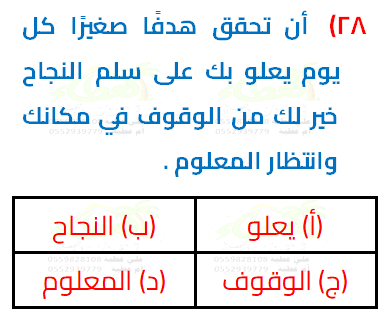 ٢٨) أن تحقق هدفًا صغيرًا كل
يوم يعلو بك على سلم النجاح
خير لك من الوقوف في مكانك
وانتظار المعلوم .
(أ) يعلو (ب) النجاح
(ج) الوقوف (د) المعلوم